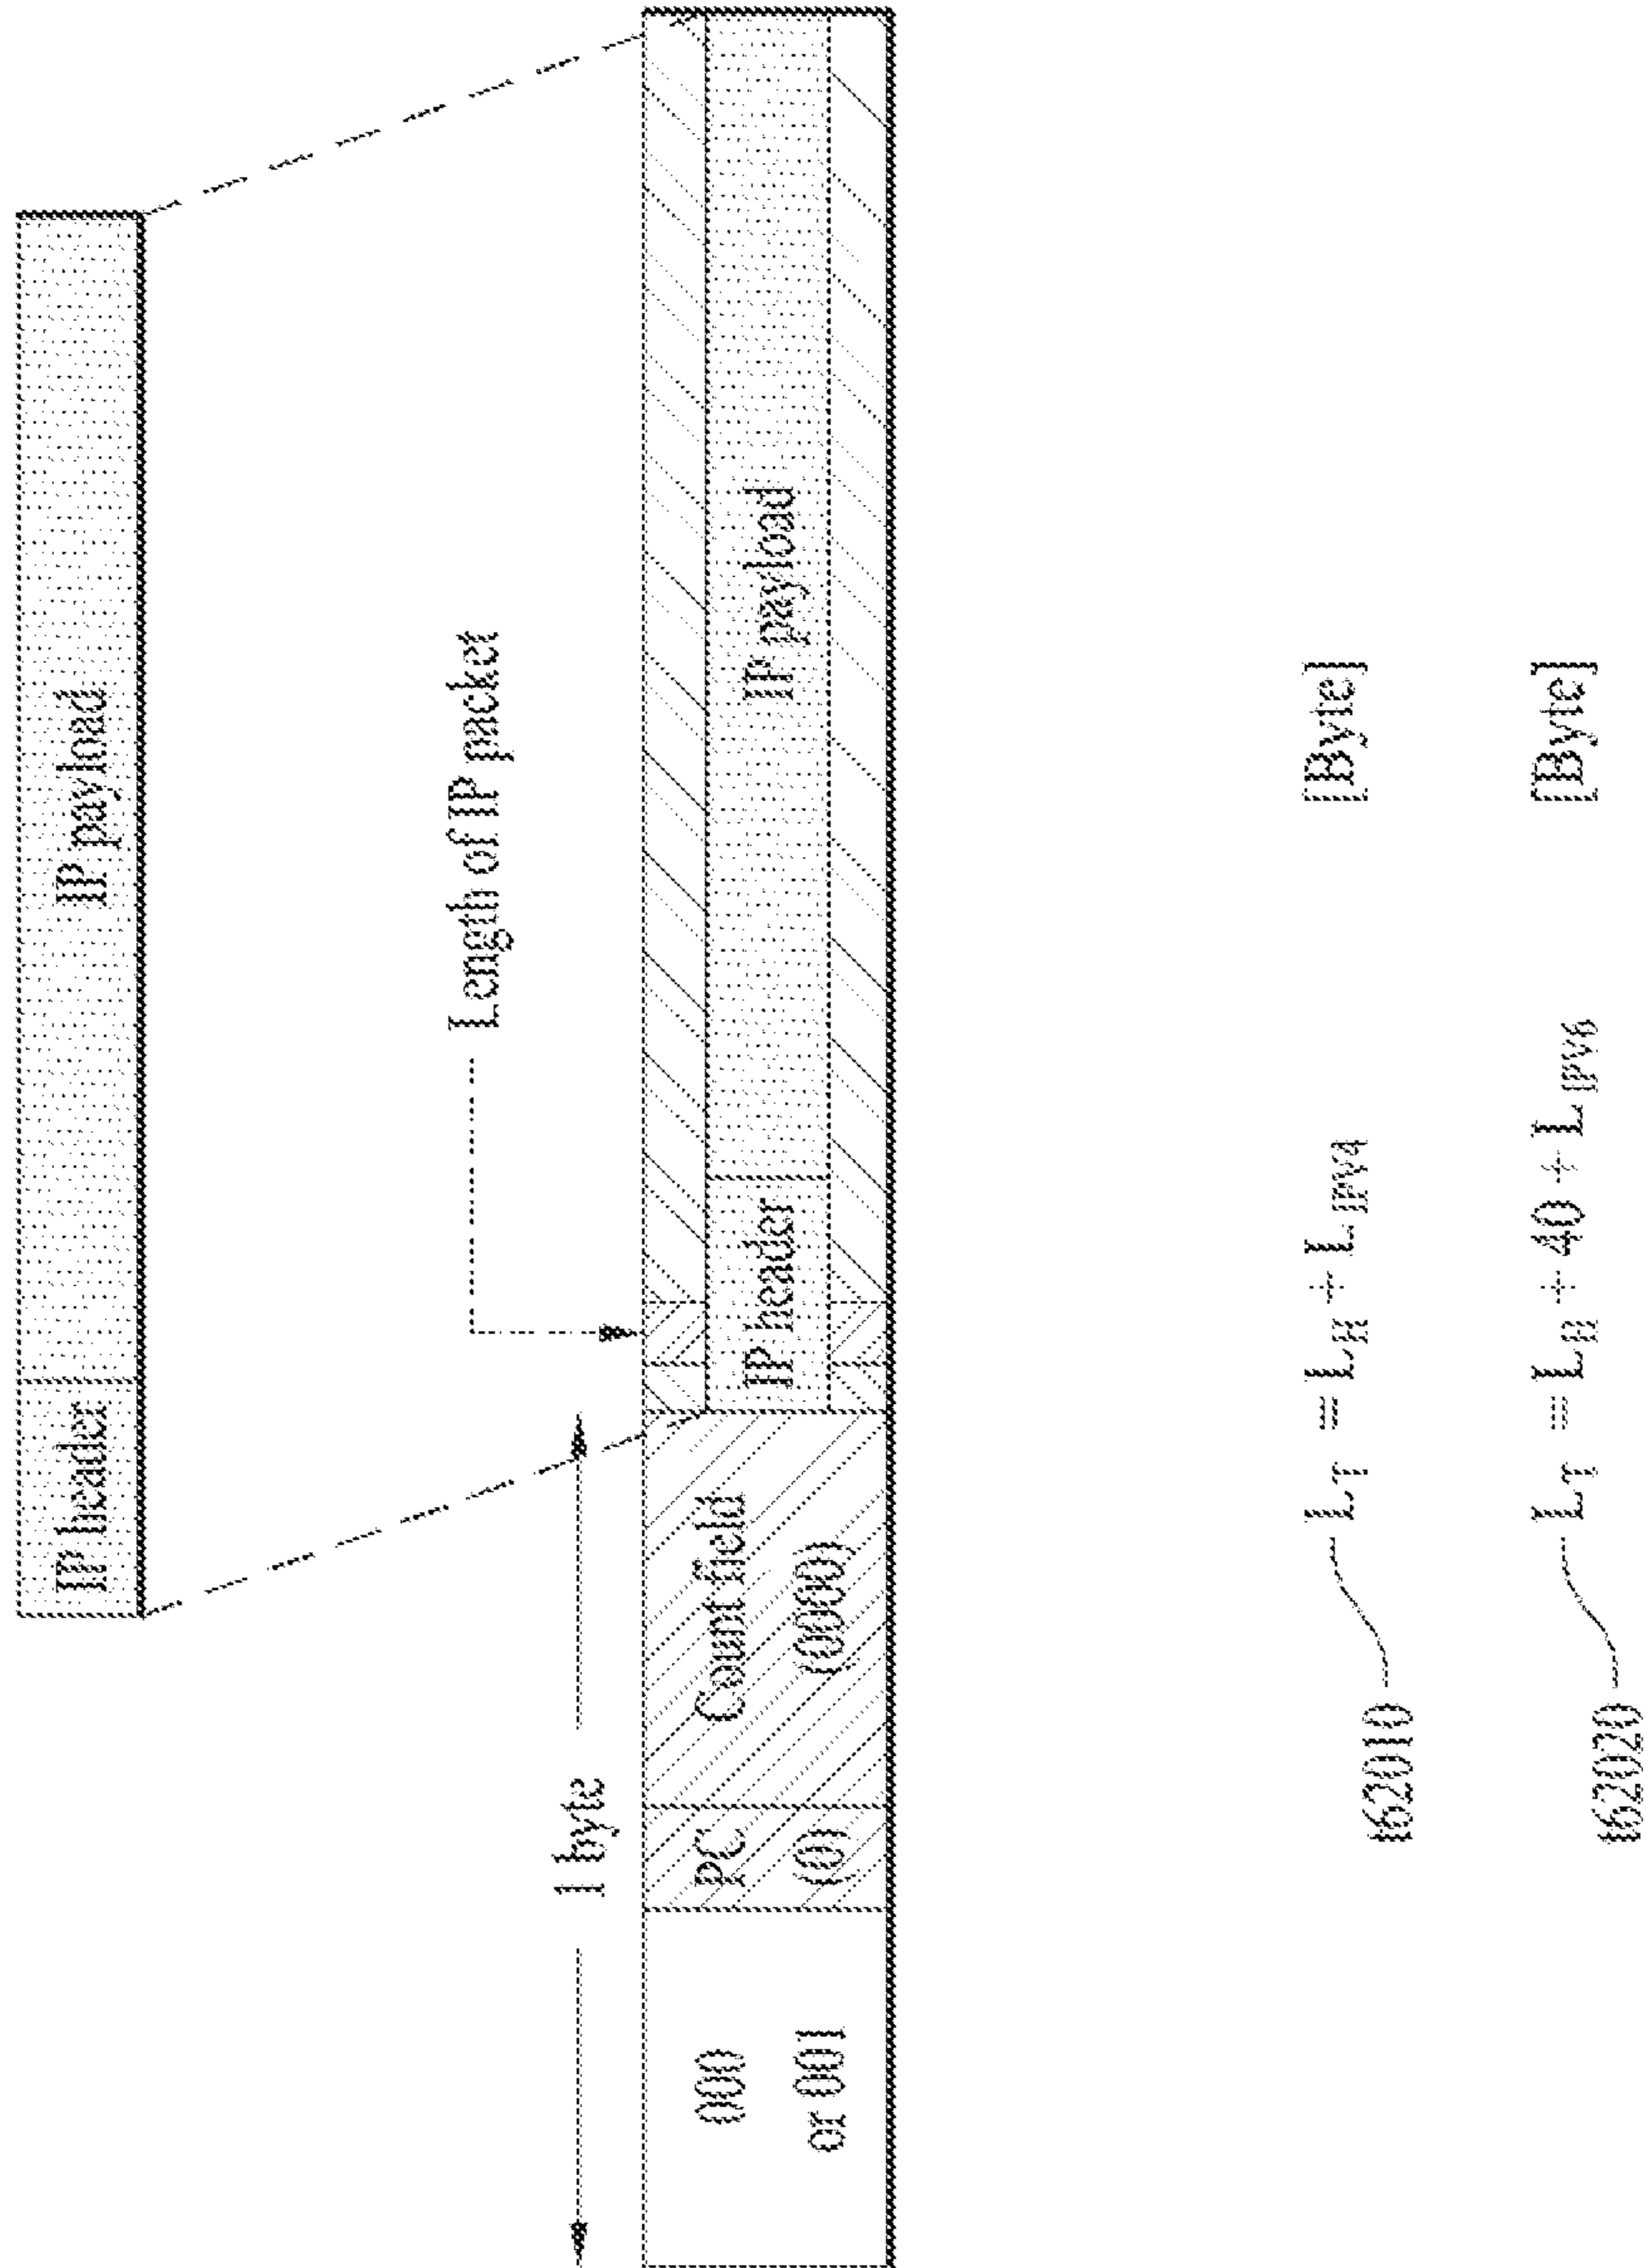 IP header
IP payload
Length of IP packet
1 byte
000
or 001
PC
(0)
Count field
(0000)
IP header
IP payload
t62010
L_T = L_H + L_IPV4 [Byte]
t62020
L_T = L_H + 40 + L_IPV6 [Byte]